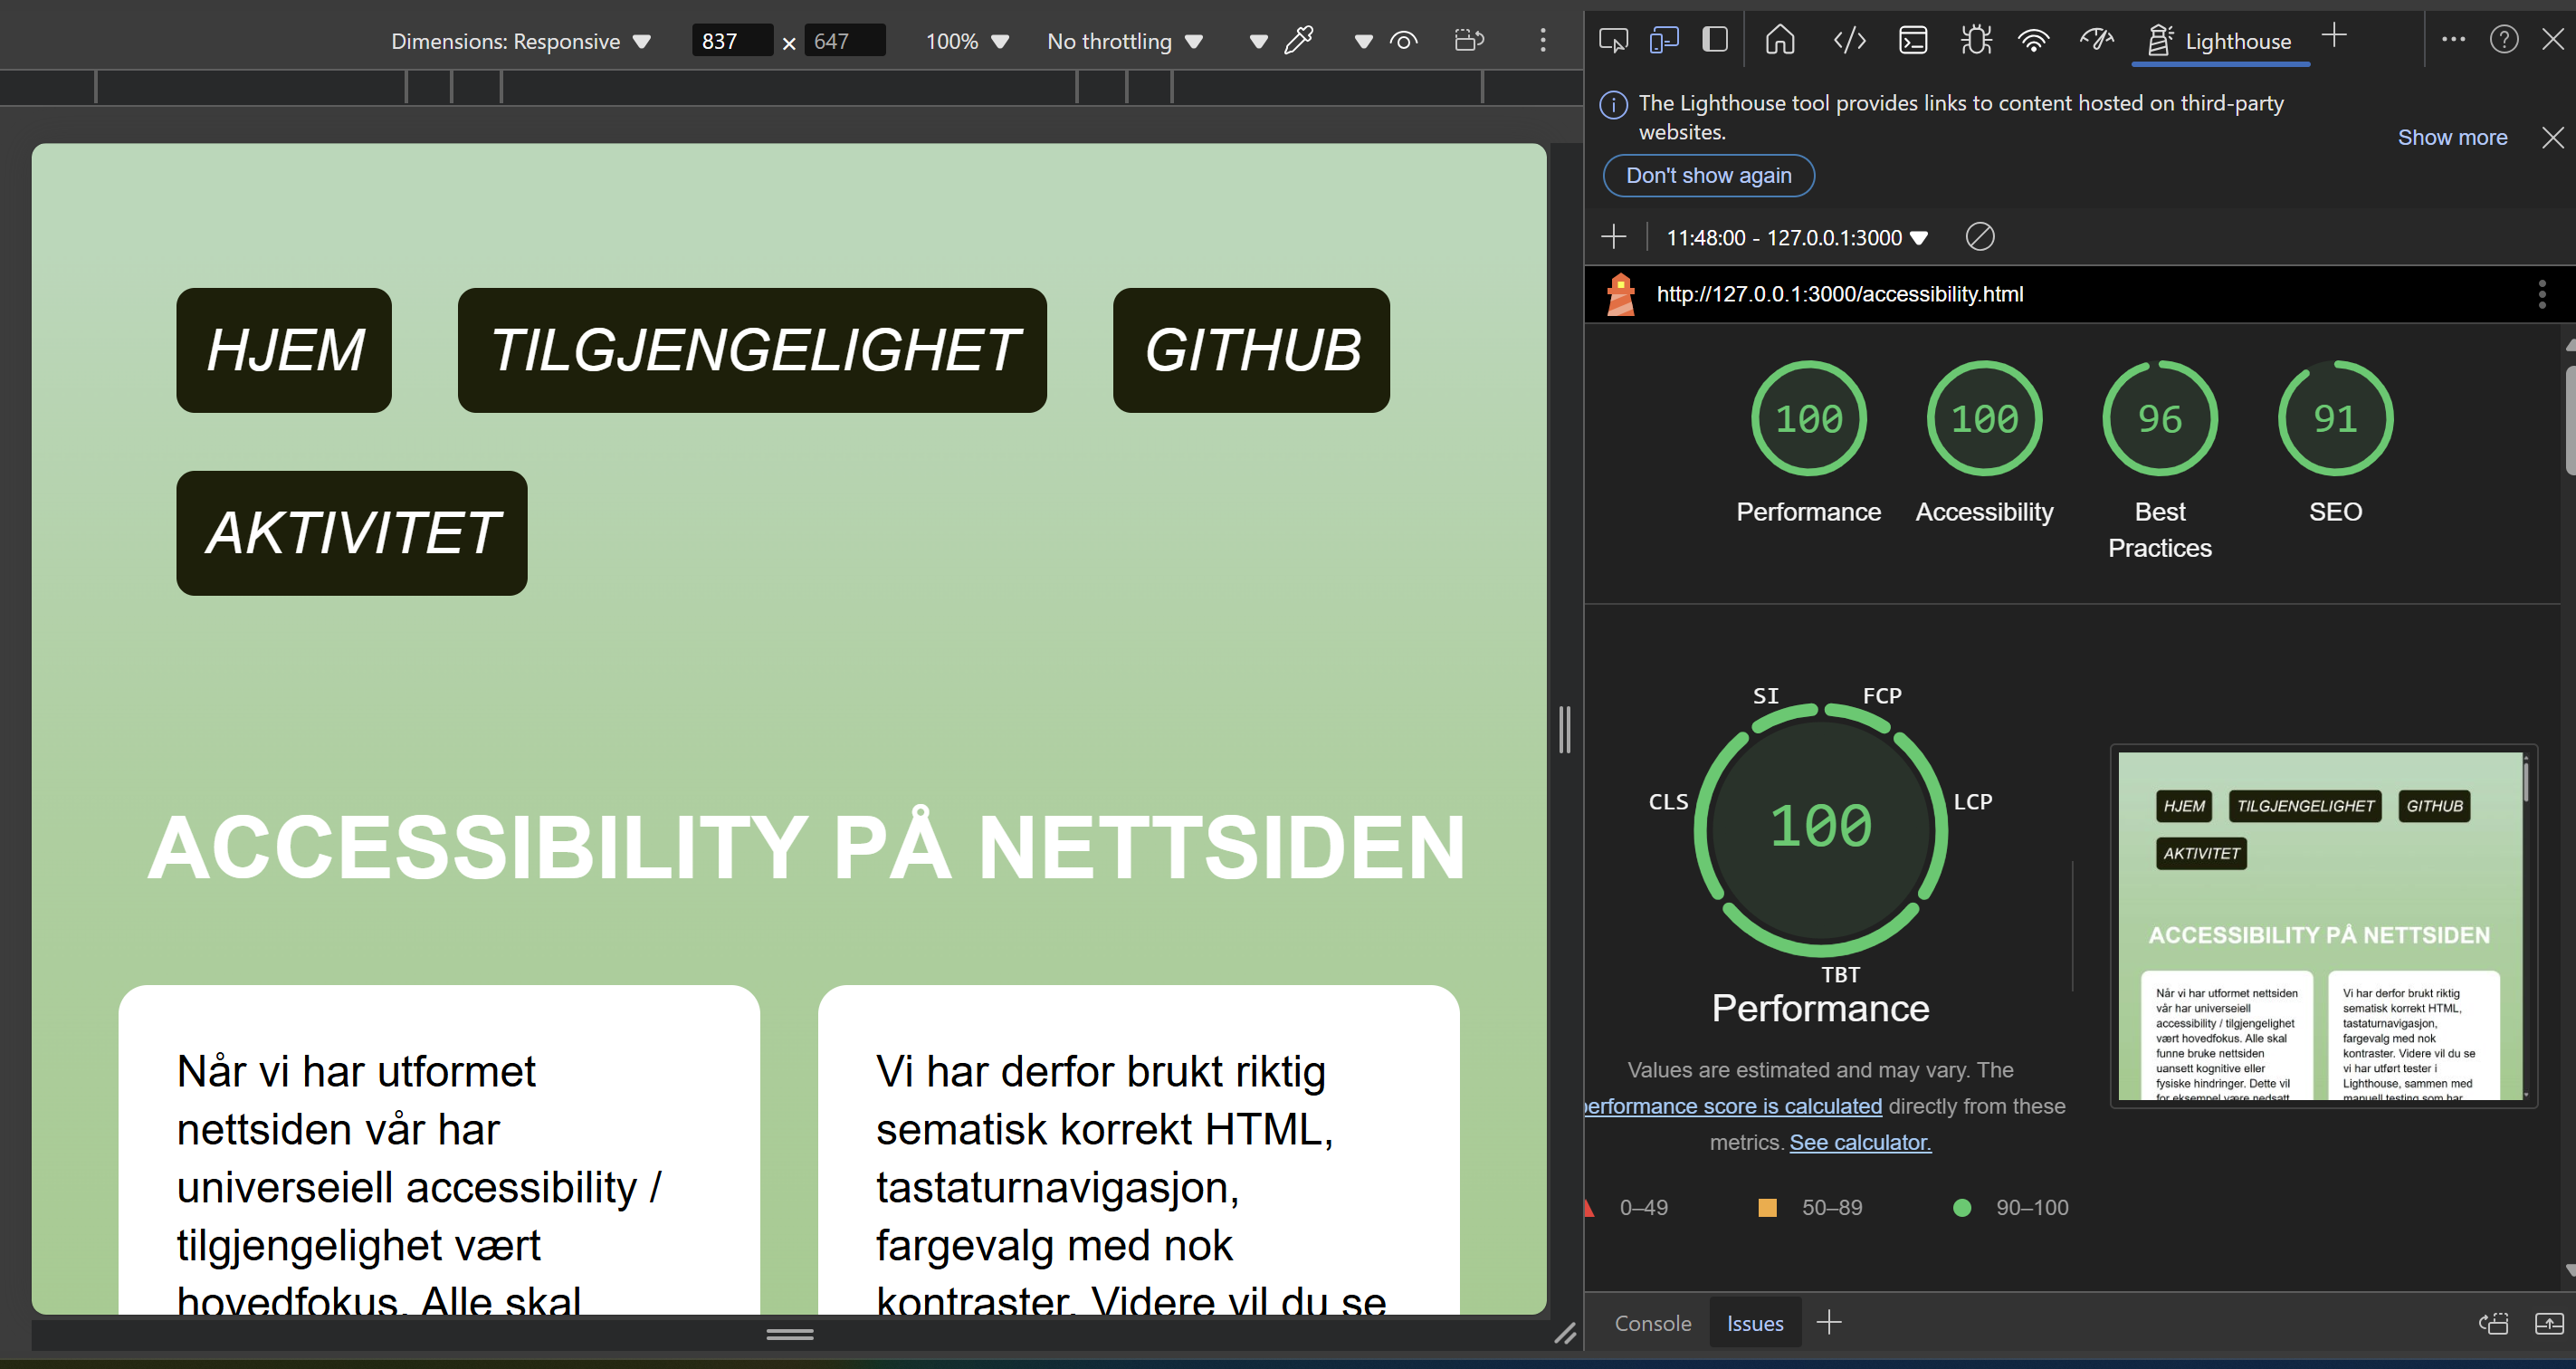 Dimensions: Responsive 837 × 647 100% No throttling
Lighthouse
The Lighthouse tool provides links to content hosted on third-party
websites.
Show more
Don't show again
11:48:00 - 127.0.0.1:3000
http://127.0.0.1:3000/accessibility.html
100 100 96 91
Performance Accessibility Best
Practices SEO
HJEM TILGJENGELIGHET GITHUB
AKTIVITET
ACCESSIBILITY PÅ NETTSIDEN
Når vi har utformet
nettsiden vår har
universeiell accessibility /
tilgjengelighet vært
hovedfokus. Alle skal
Vi har derfor brukt riktig
sematisk korrekt HTML,
tastaturnavigasjon,
fargevalg med nok
kontraster. Videre vil du se
SI FCP
CLS LCP
100
TBT
Performance
Values are estimated and may vary. The
performance score is calculated directly from these
metrics. See calculator.
0–49 50–89 90–100
HJEM TILGJENGELIGHET GITHUB
AKTIVITET
ACCESSIBILITY PÅ NETTSIDEN
Når vi har utformet nettsiden
vår har universeiell
accessibility / tilgjengelighet
vært hovedfokus. Alle skal
funne bruke nettsiden
uansett kognitive eller
fysiske hindringer. Dette vil
for eksempel være nedsatt
Vi har derfor brukt riktig
sematisk korrekt HTML,
tastaturnavigasjon,
fargevalg med nok
kontraster. Videre vil du se
vi har utført tester i
Lighthouse, sammen med
manuell testing som har
Console Issues